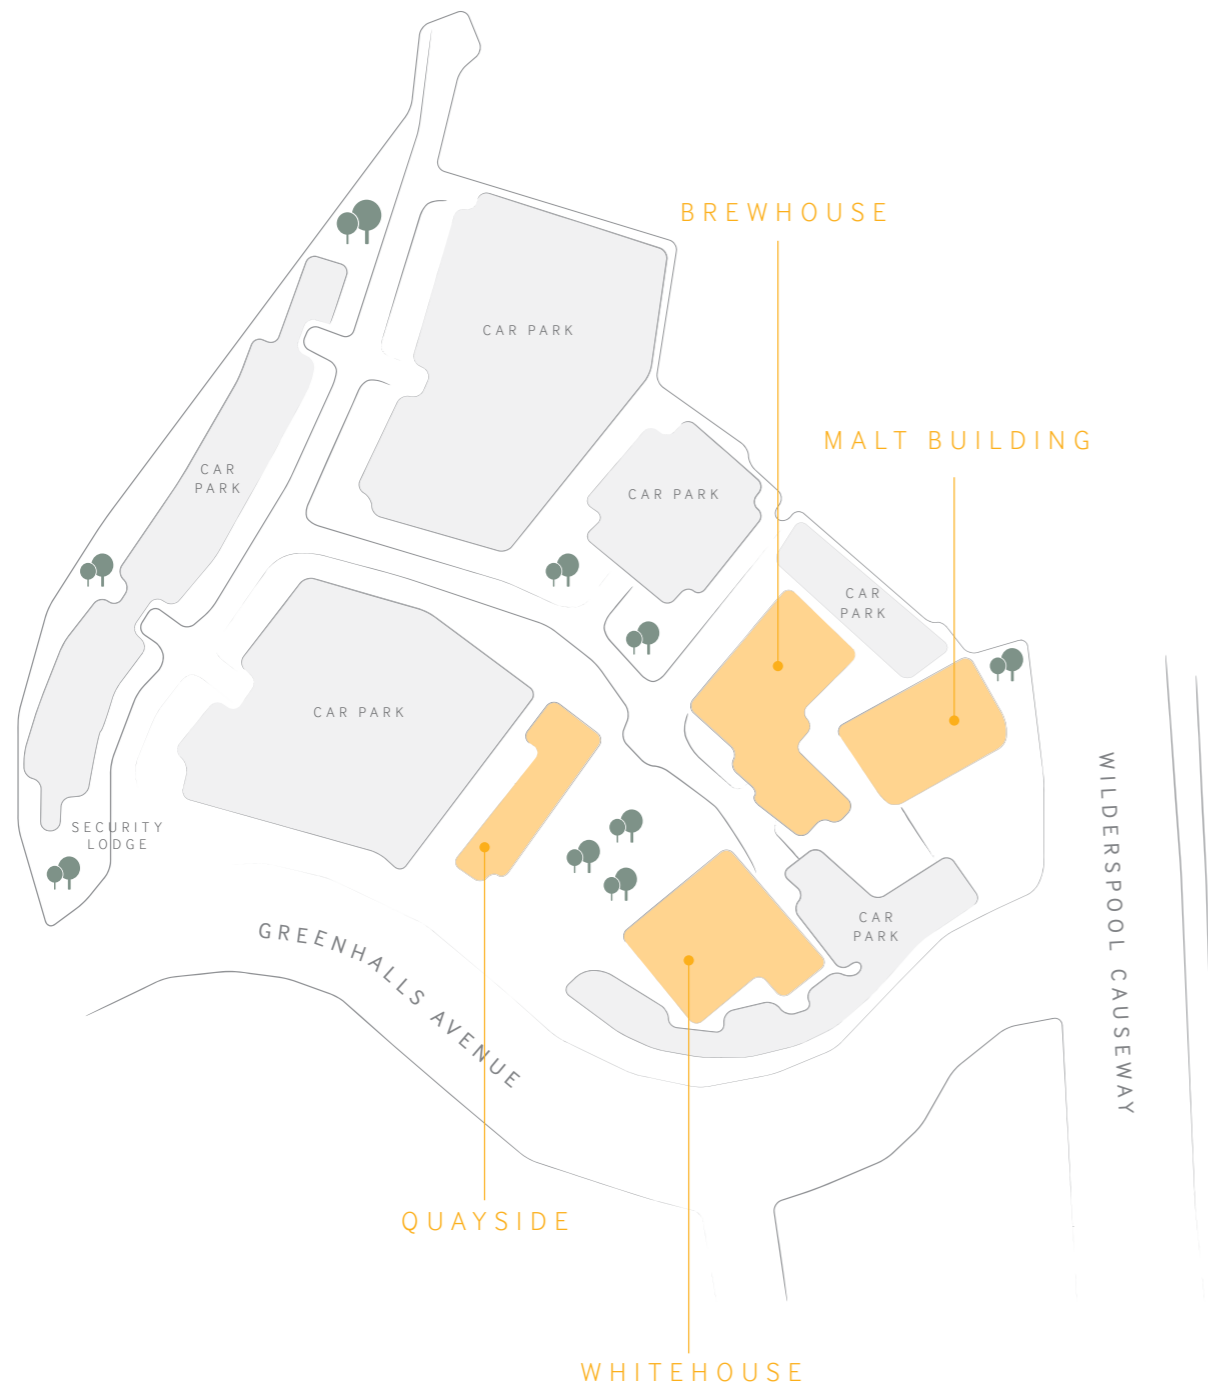 BREWHOUSE
CAR PARK
MALT BUILDING
CAR
PARK
CAR PARK
CAR
PARK
CAR PARK
WILDERSPOOL CAUSEWAY
SECURITY
LODGE
CAR
PARK
GREENHALLS AVENUE
QUAYSIDE
WHITEHOUSE